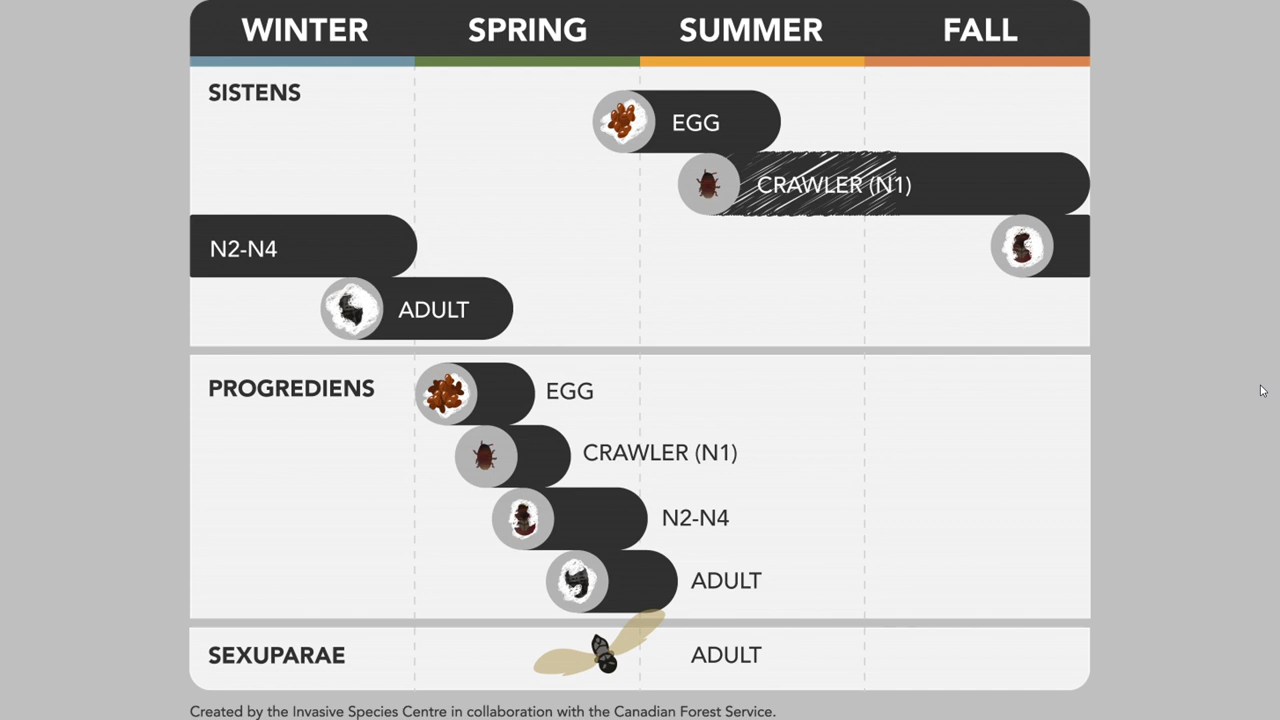 WINTER SPRING SUMMER FALL
SISTENS
EGG
CRAWLER (N1)
N2-N4
ADULT
PROGREDIENS
EGG
CRAWLER (N1)
N2-N4
ADULT
SEXUPARAE
ADULT
Created by the Invasive Species Centre in collaboration with the Canadian Forest Service.